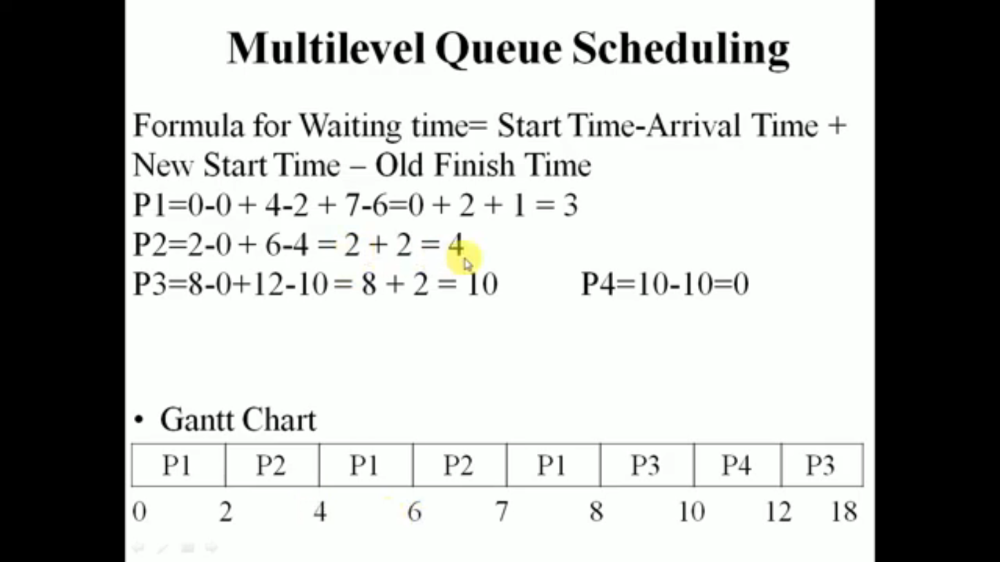 Multilevel Queue Scheduling
Formula for Waiting time= Start Time-Arrival Time +
New Start Time – Old Finish Time
P1=0-0 + 4-2 + 7-6=0 + 2 + 1 = 3
P2=2-0 + 6-4 = 2 + 2 = 4
P3=8-0+12-10 = 8 + 2 = 10 P4=10-10=0
• Gantt Chart
P1 P2 P1 P2 P1 P3 P4 P3
0 2 4 6 7 8 10 12 18